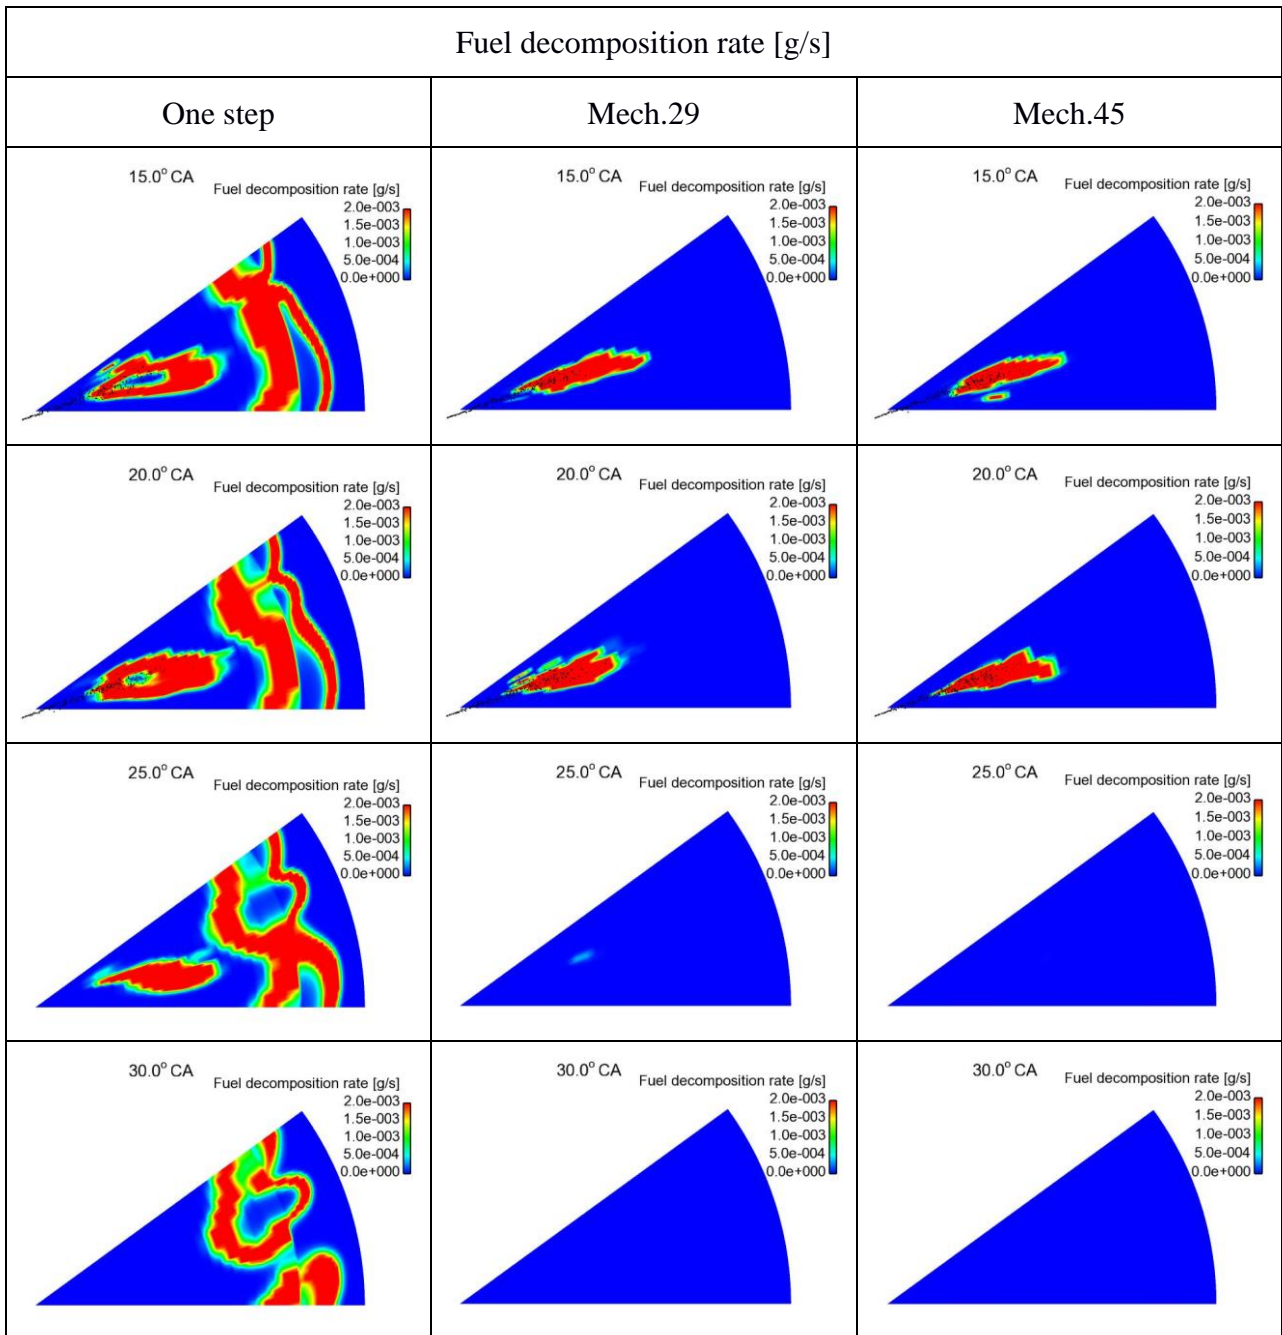 Fuel decomposition rate [g/s]
One step
Mech.29
Mech.45
15.0° CA
Fuel decomposition rate [g/s]
2.0e-003
1.5e-003
1.0e-003
5.0e-004
0.0e+000
15.0° CA
Fuel decomposition rate [g/s]
2.0e-003
1.5e-003
1.0e-003
5.0e-004
0.0e+000
15.0° CA
Fuel decomposition rate [g/s]
2.0e-003
1.5e-003
1.0e-003
5.0e-004
0.0e+000
20.0° CA
Fuel decomposition rate [g/s]
2.0e-003
1.5e-003
1.0e-003
5.0e-004
0.0e+000
20.0° CA
Fuel decomposition rate [g/s]
2.0e-003
1.5e-003
1.0e-003
5.0e-004
0.0e+000
20.0° CA
Fuel decomposition rate [g/s]
2.0e-003
1.5e-003
1.0e-003
5.0e-004
0.0e+000
25.0° CA
Fuel decomposition rate [g/s]
2.0e-003
1.5e-003
1.0e-003
5.0e-004
0.0e+000
25.0° CA
Fuel decomposition rate [g/s]
2.0e-003
1.5e-003
1.0e-003
5.0e-004
0.0e+000
25.0° CA
Fuel decomposition rate [g/s]
2.0e-003
1.5e-003
1.0e-003
5.0e-004
0.0e+000
30.0° CA
Fuel decomposition rate [g/s]
2.0e-003
1.5e-003
1.0e-003
5.0e-004
0.0e+000
30.0° CA
Fuel decomposition rate [g/s]
2.0e-003
1.5e-003
1.0e-003
5.0e-004
0.0e+000
30.0° CA
Fuel decomposition rate [g/s]
2.0e-003
1.5e-003
1.0e-003
5.0e-004
0.0e+000